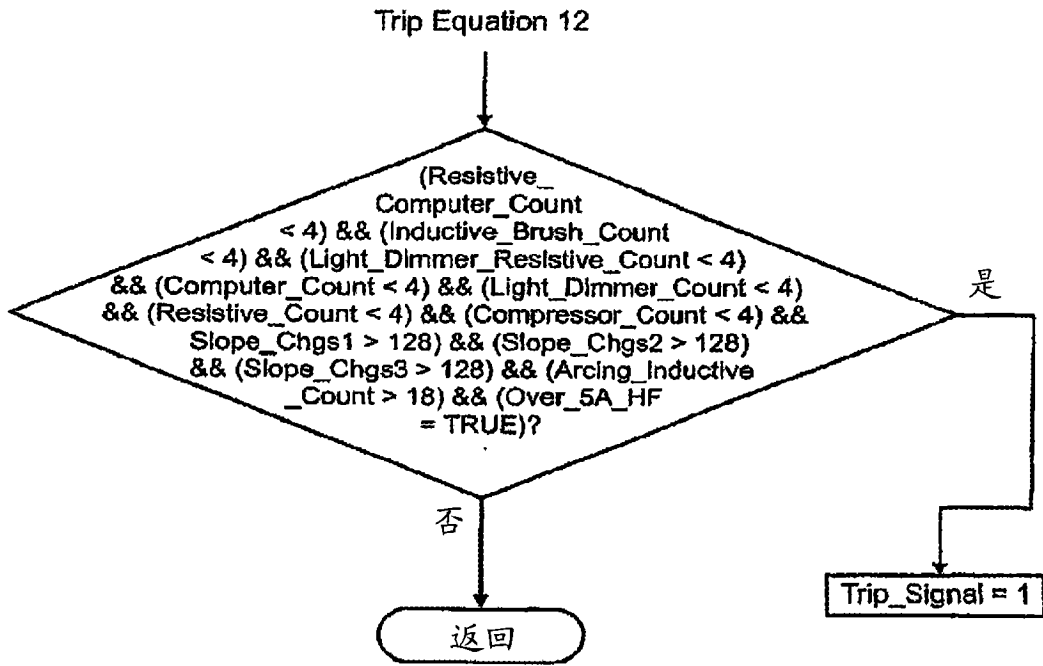 Trip Equation 12
(Resistive_
Computer_Count
< 4) && (Inductive_Brush_Count
< 4) && (Light_Dimmer_Resistive_Count < 4)
&& (Computer_Count < 4) && (Light_Dimmer_Count < 4)
&& (Resistive_Count < 4) && (Compressor_Count < 4) &&
Slope_Chgs1 > 128) && (Slope_Chgs2 > 128)
&& (Slope_Chgs3 > 128) && (Arcing_Inductive
_Count > 18) && (Over_5A_HF
= TRUE)?
是
否
Trip_Signal = 1
返回